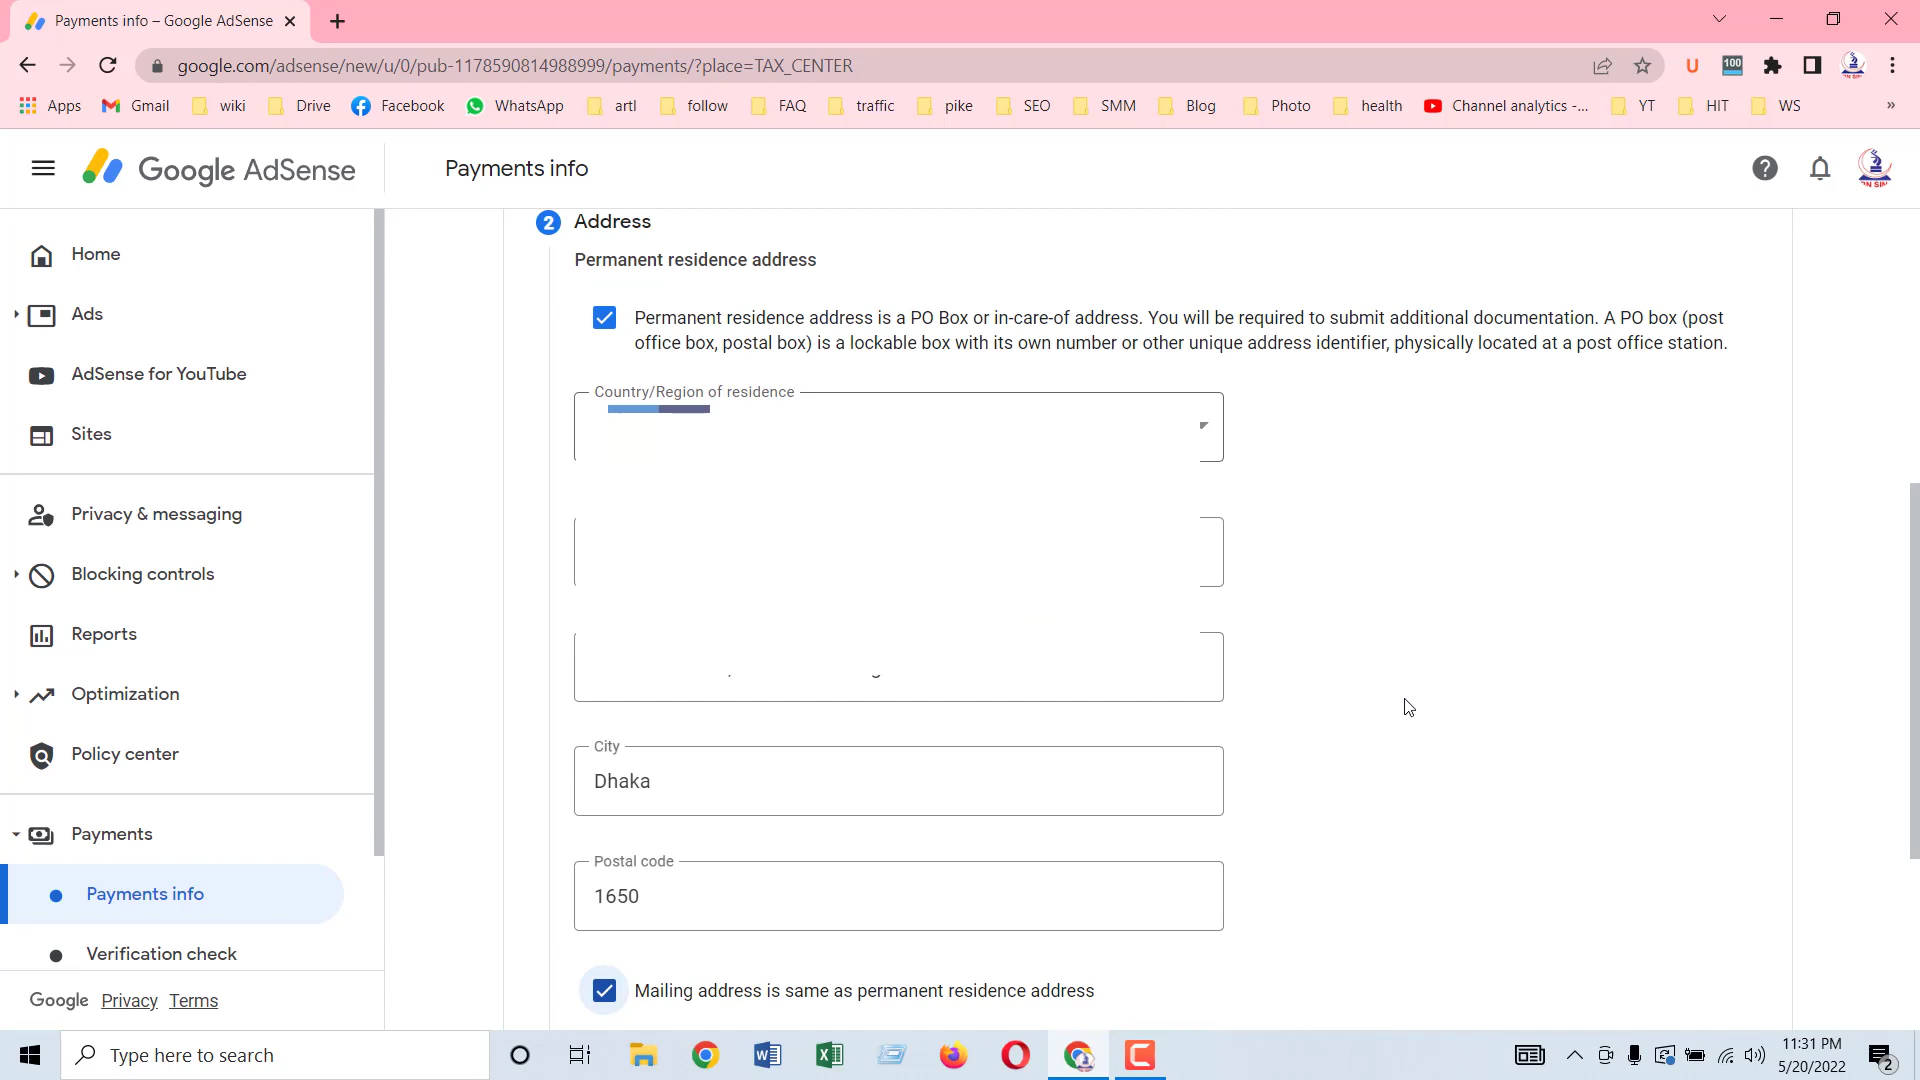 Payments info – Google AdSense
google.com/adsense/new/u/0/pub-1178590814988999/payments/?place=TAX_CENTER
U
100
Apps Gmail wiki Drive Facebook WhatsApp artl follow FAQ traffic pike SEO SMM Blog Photo health Channel analytics -... YT HIT WS »
Google AdSense
Payments info
Home
Ads
AdSense for YouTube
Sites
Privacy & messaging
Blocking controls
Reports
Optimization
Policy center
Payments
Payments info
Verification check
Google Privacy Terms
2 Address
Permanent residence address
Permanent residence address is a PO Box or in-care-of address. You will be required to submit additional documentation. A PO box (post
office box, postal box) is a lockable box with its own number or other unique address identifier, physically located at a post office station.
Country/Region of residence
City
Dhaka
Postal code
1650
Mailing address is same as permanent residence address
Type here to search
11:31 PM
5/20/2022
2